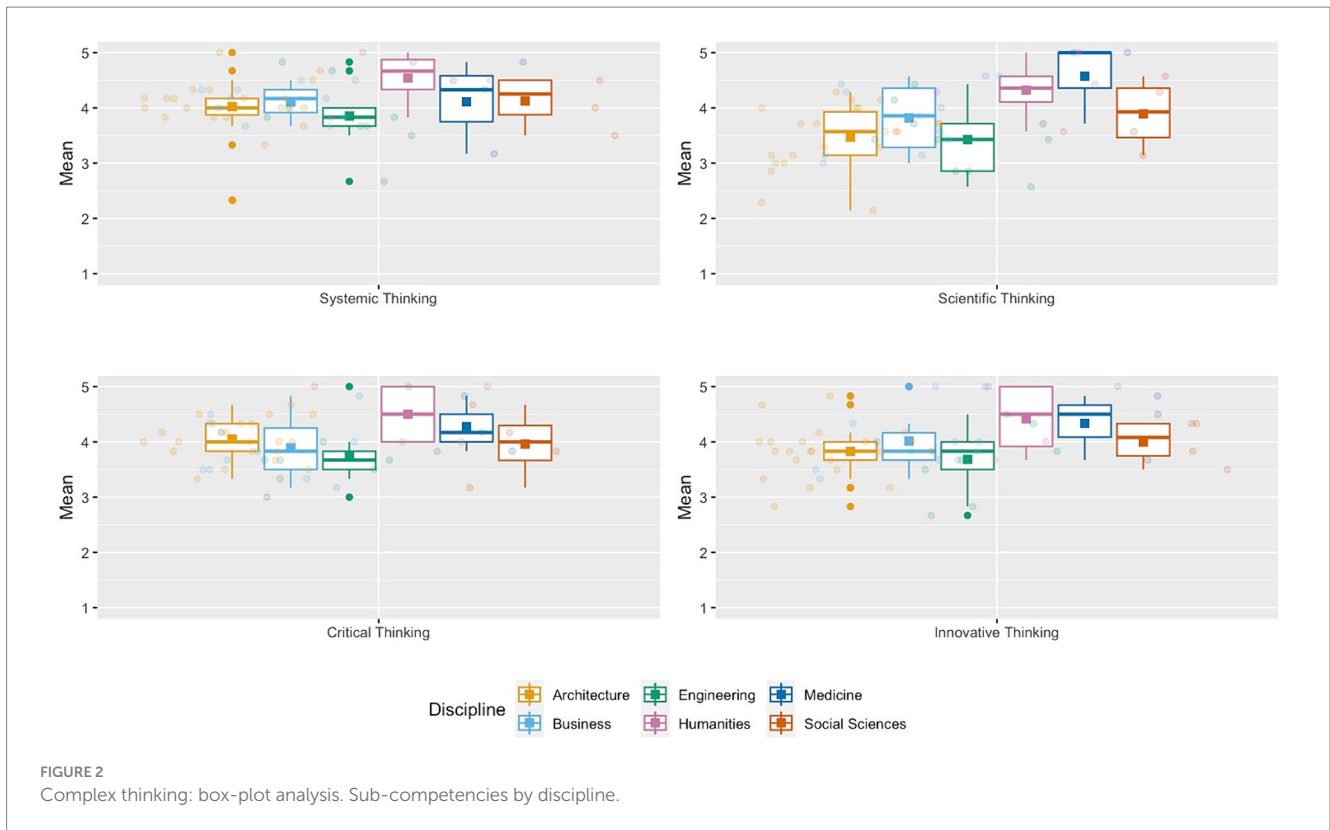 5
4
3
2
1
Mean
Systemic Thinking
5
4
3
2
1
Mean
Scientific Thinking
5
4
3
2
1
Mean
Critical Thinking
5
4
3
2
1
Mean
Innovative Thinking
Discipline
Architecture
Engineering
Medicine
Business
Humanities
Social Sciences
FIGURE 2
Complex thinking: box-plot analysis. Sub-competencies by discipline.